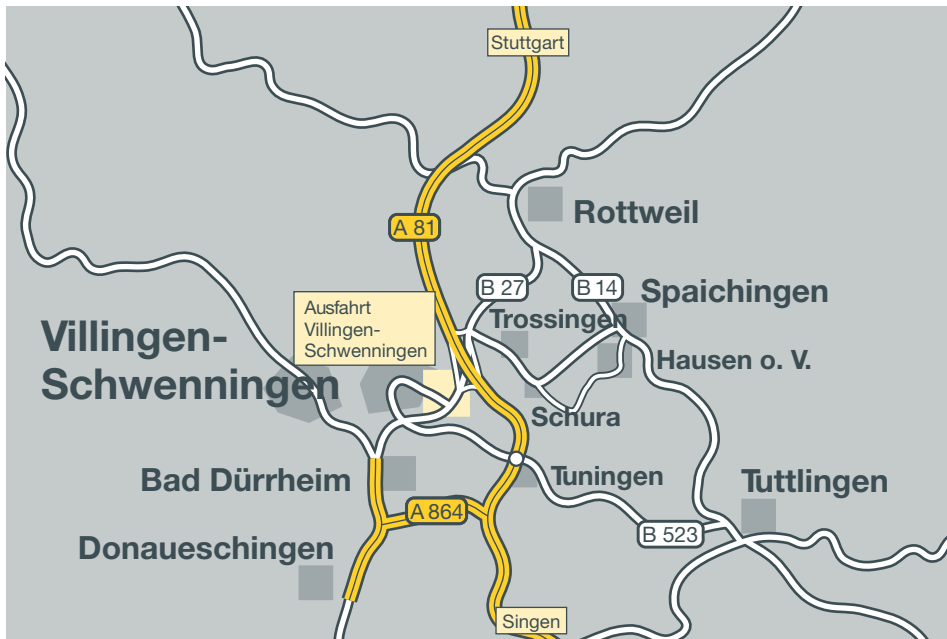 Stuttgart
Rottweil
A 81
B 27
B 14
Spaichingen
Ausfahrt
Villingen-
Schwenningen
Trossingen
Villingen-
Schwenningen
Hausen o. V.
Schura
Bad Dürrheim
Tuningen
Tuttlingen
A 864
B 523
Donaueschingen
Singen